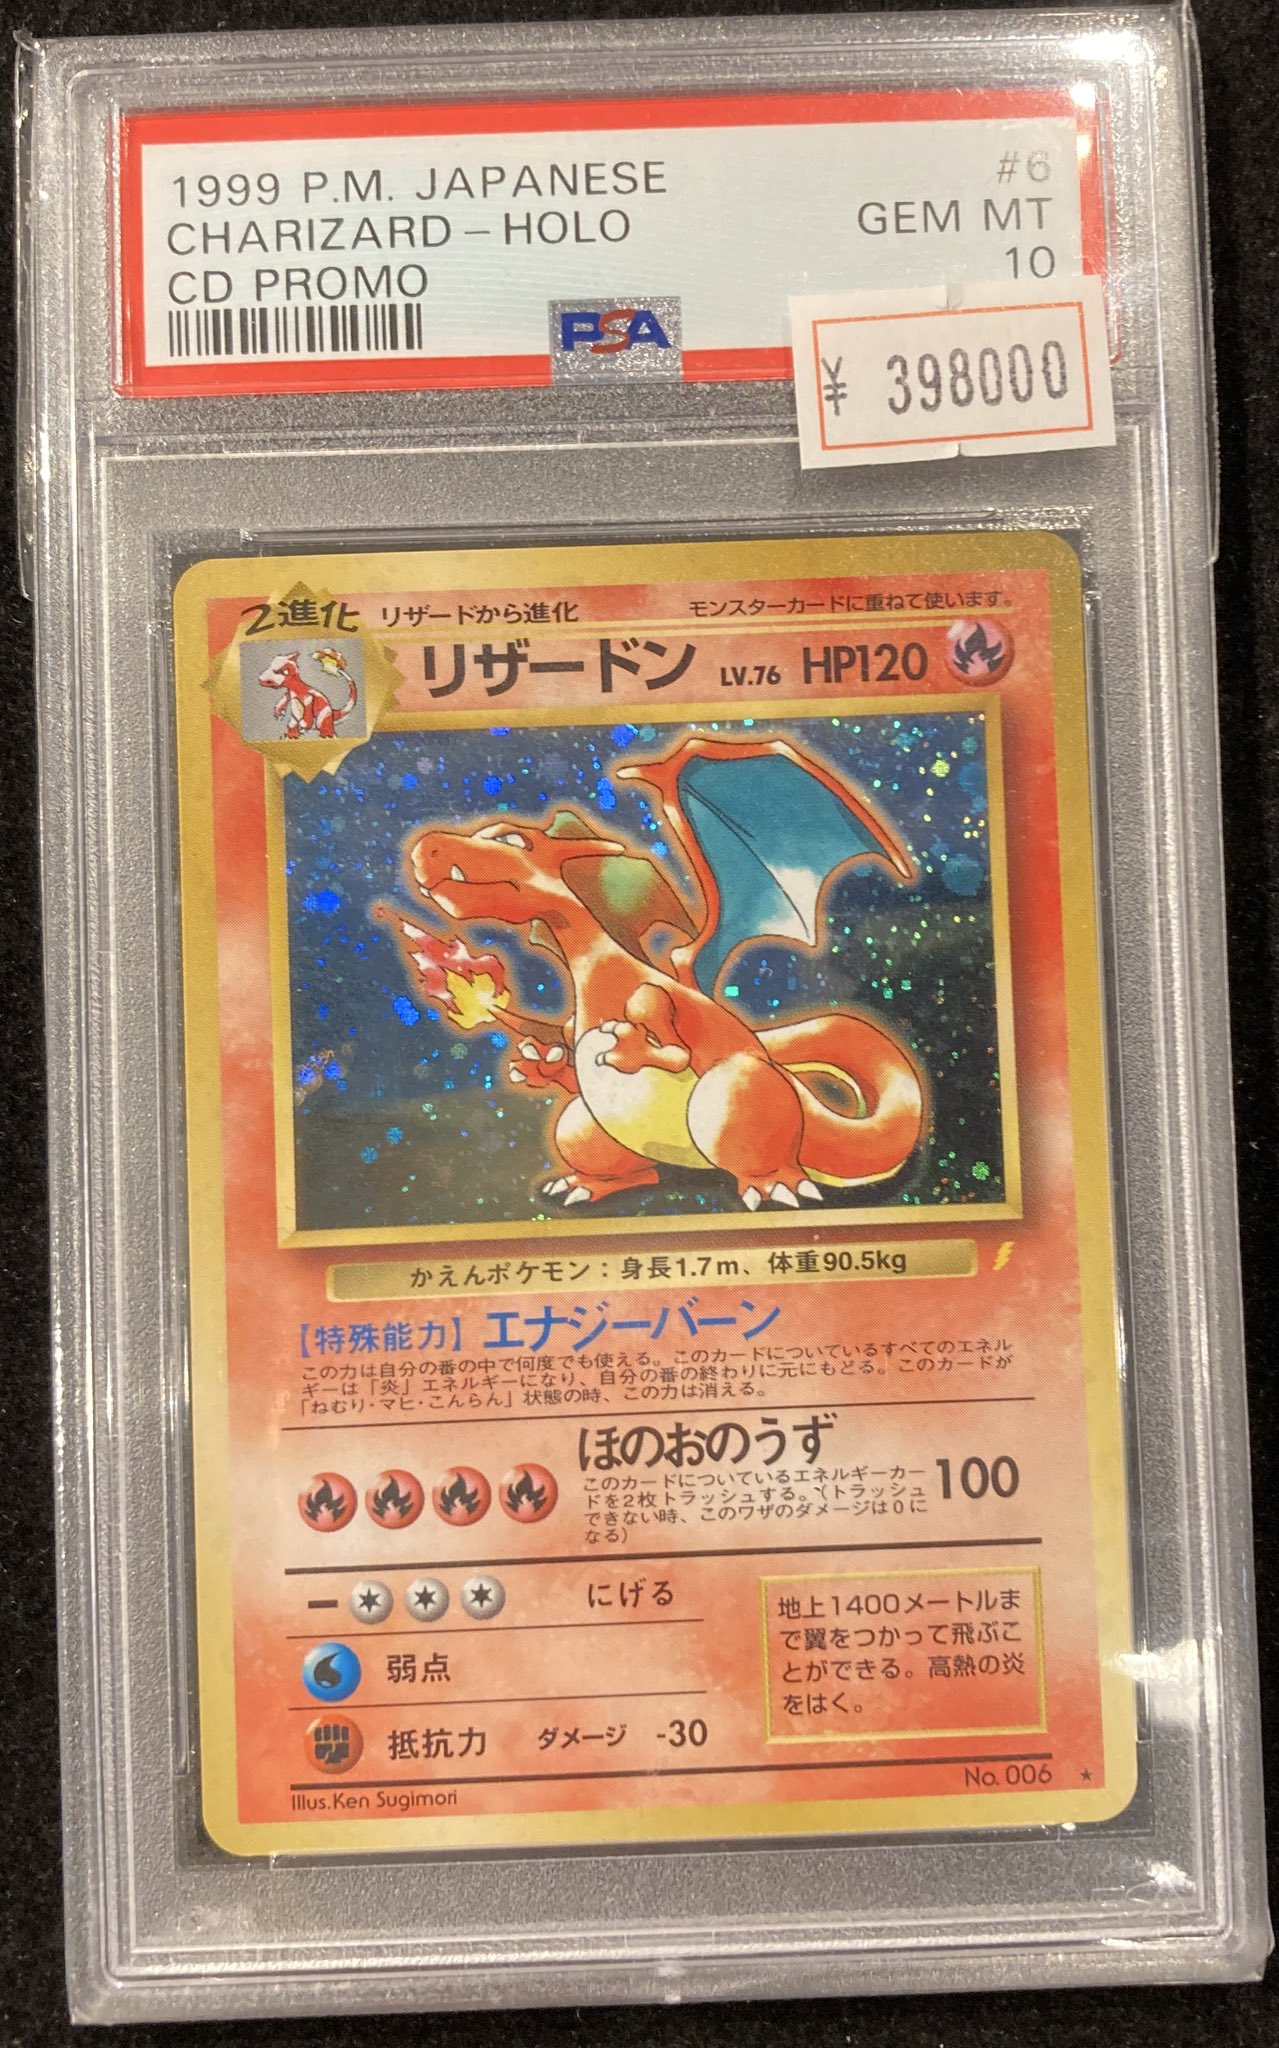 1999 P.M. JAPANESE
#6
CHARIZARD – HOLO
GEM MT
CD PROMO
10
PSA
¥ 398000
2進化
リザードから進化
モンスターカードに重ねて使います。
リザードン LV.76 HP120
かえんポケモン：身長1.7m、体重90.5kg
【特殊能力】エナジーバーン
この力は自分の番の中で何度でも使える。このカードについているすべてのエネル
ギーは「炎」エネルギーになり、自分の番の終わりに元にもどる。このカードが
「ねむり・マヒ・こんらん」状態の時、この力は消える。
ほのおのうず
100
このカードについているエネルギーカー
ドを2枚トラッシュする。（トラッシュ
できない時、このワザのダメージは0に
なる）
にげる
弱点
抵抗力 ダメージ -30
地上1400メートルま
で翼をつかって飛ぶこ
とができる。高熱の炎
をはく。
Illus.Ken Sugimori
No. 006 ★